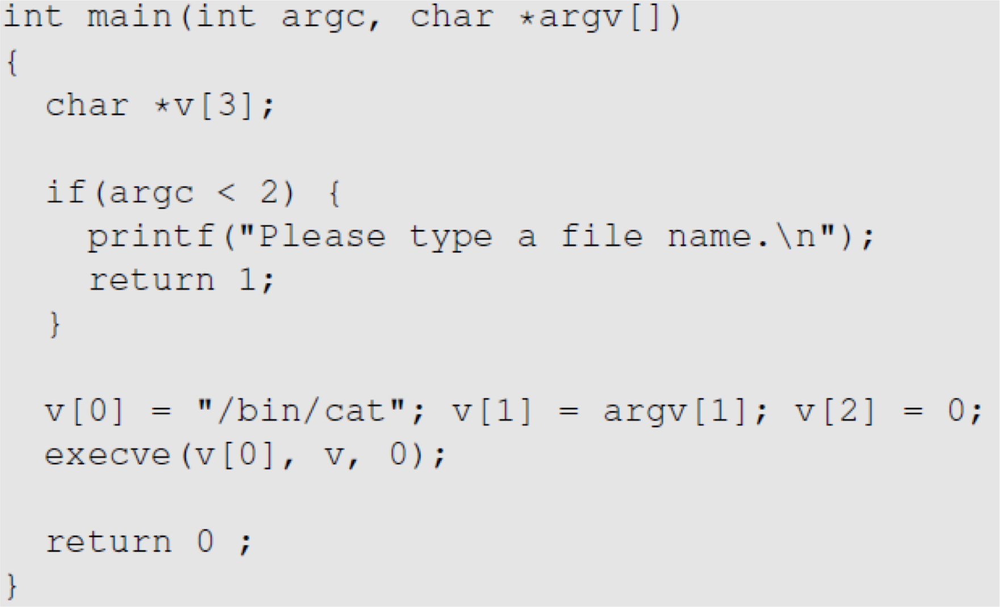 int main(int argc, char *argv[])
{
  char *v[3];

  if(argc < 2) {
    printf("Please type a file name.\n");
    return 1;
  }

  v[0] = "/bin/cat"; v[1] = argv[1]; v[2] = 0;
  execve(v[0], v, 0);

  return 0 ;
}